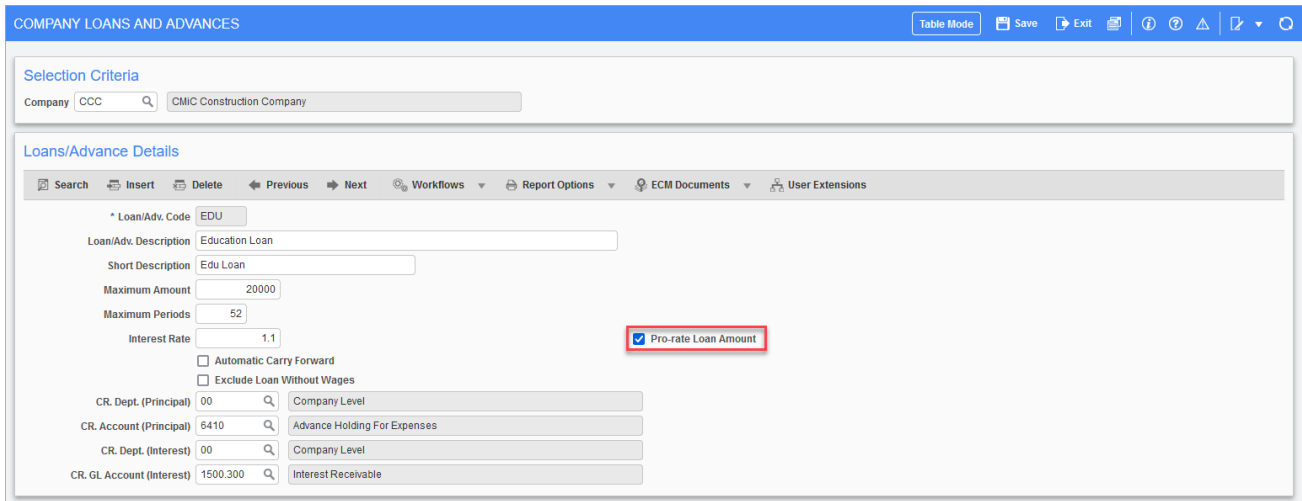 COMPANY LOANS AND ADVANCES Table Mode Save Exit
Selection Criteria
Company CCC CMiC Construction Company
Loans/Advance Details
Search Insert Delete Previous Next Workflows Report Options ECM Documents User Extensions
* Loan/Adv. Code EDU
Loan/Adv. Description Education Loan
Short Description Edu Loan
Maximum Amount 20000
Maximum Periods 52
Interest Rate 1.1 Pro-rate Loan Amount
Automatic Carry Forward
Exclude Loan Without Wages
CR. Dept. (Principal) 00 Company Level
CR. Account (Principal) 6410 Advance Holding For Expenses
CR. Dept. (Interest) 00 Company Level
CR. GL Account (Interest) 1500.300 Interest Receivable